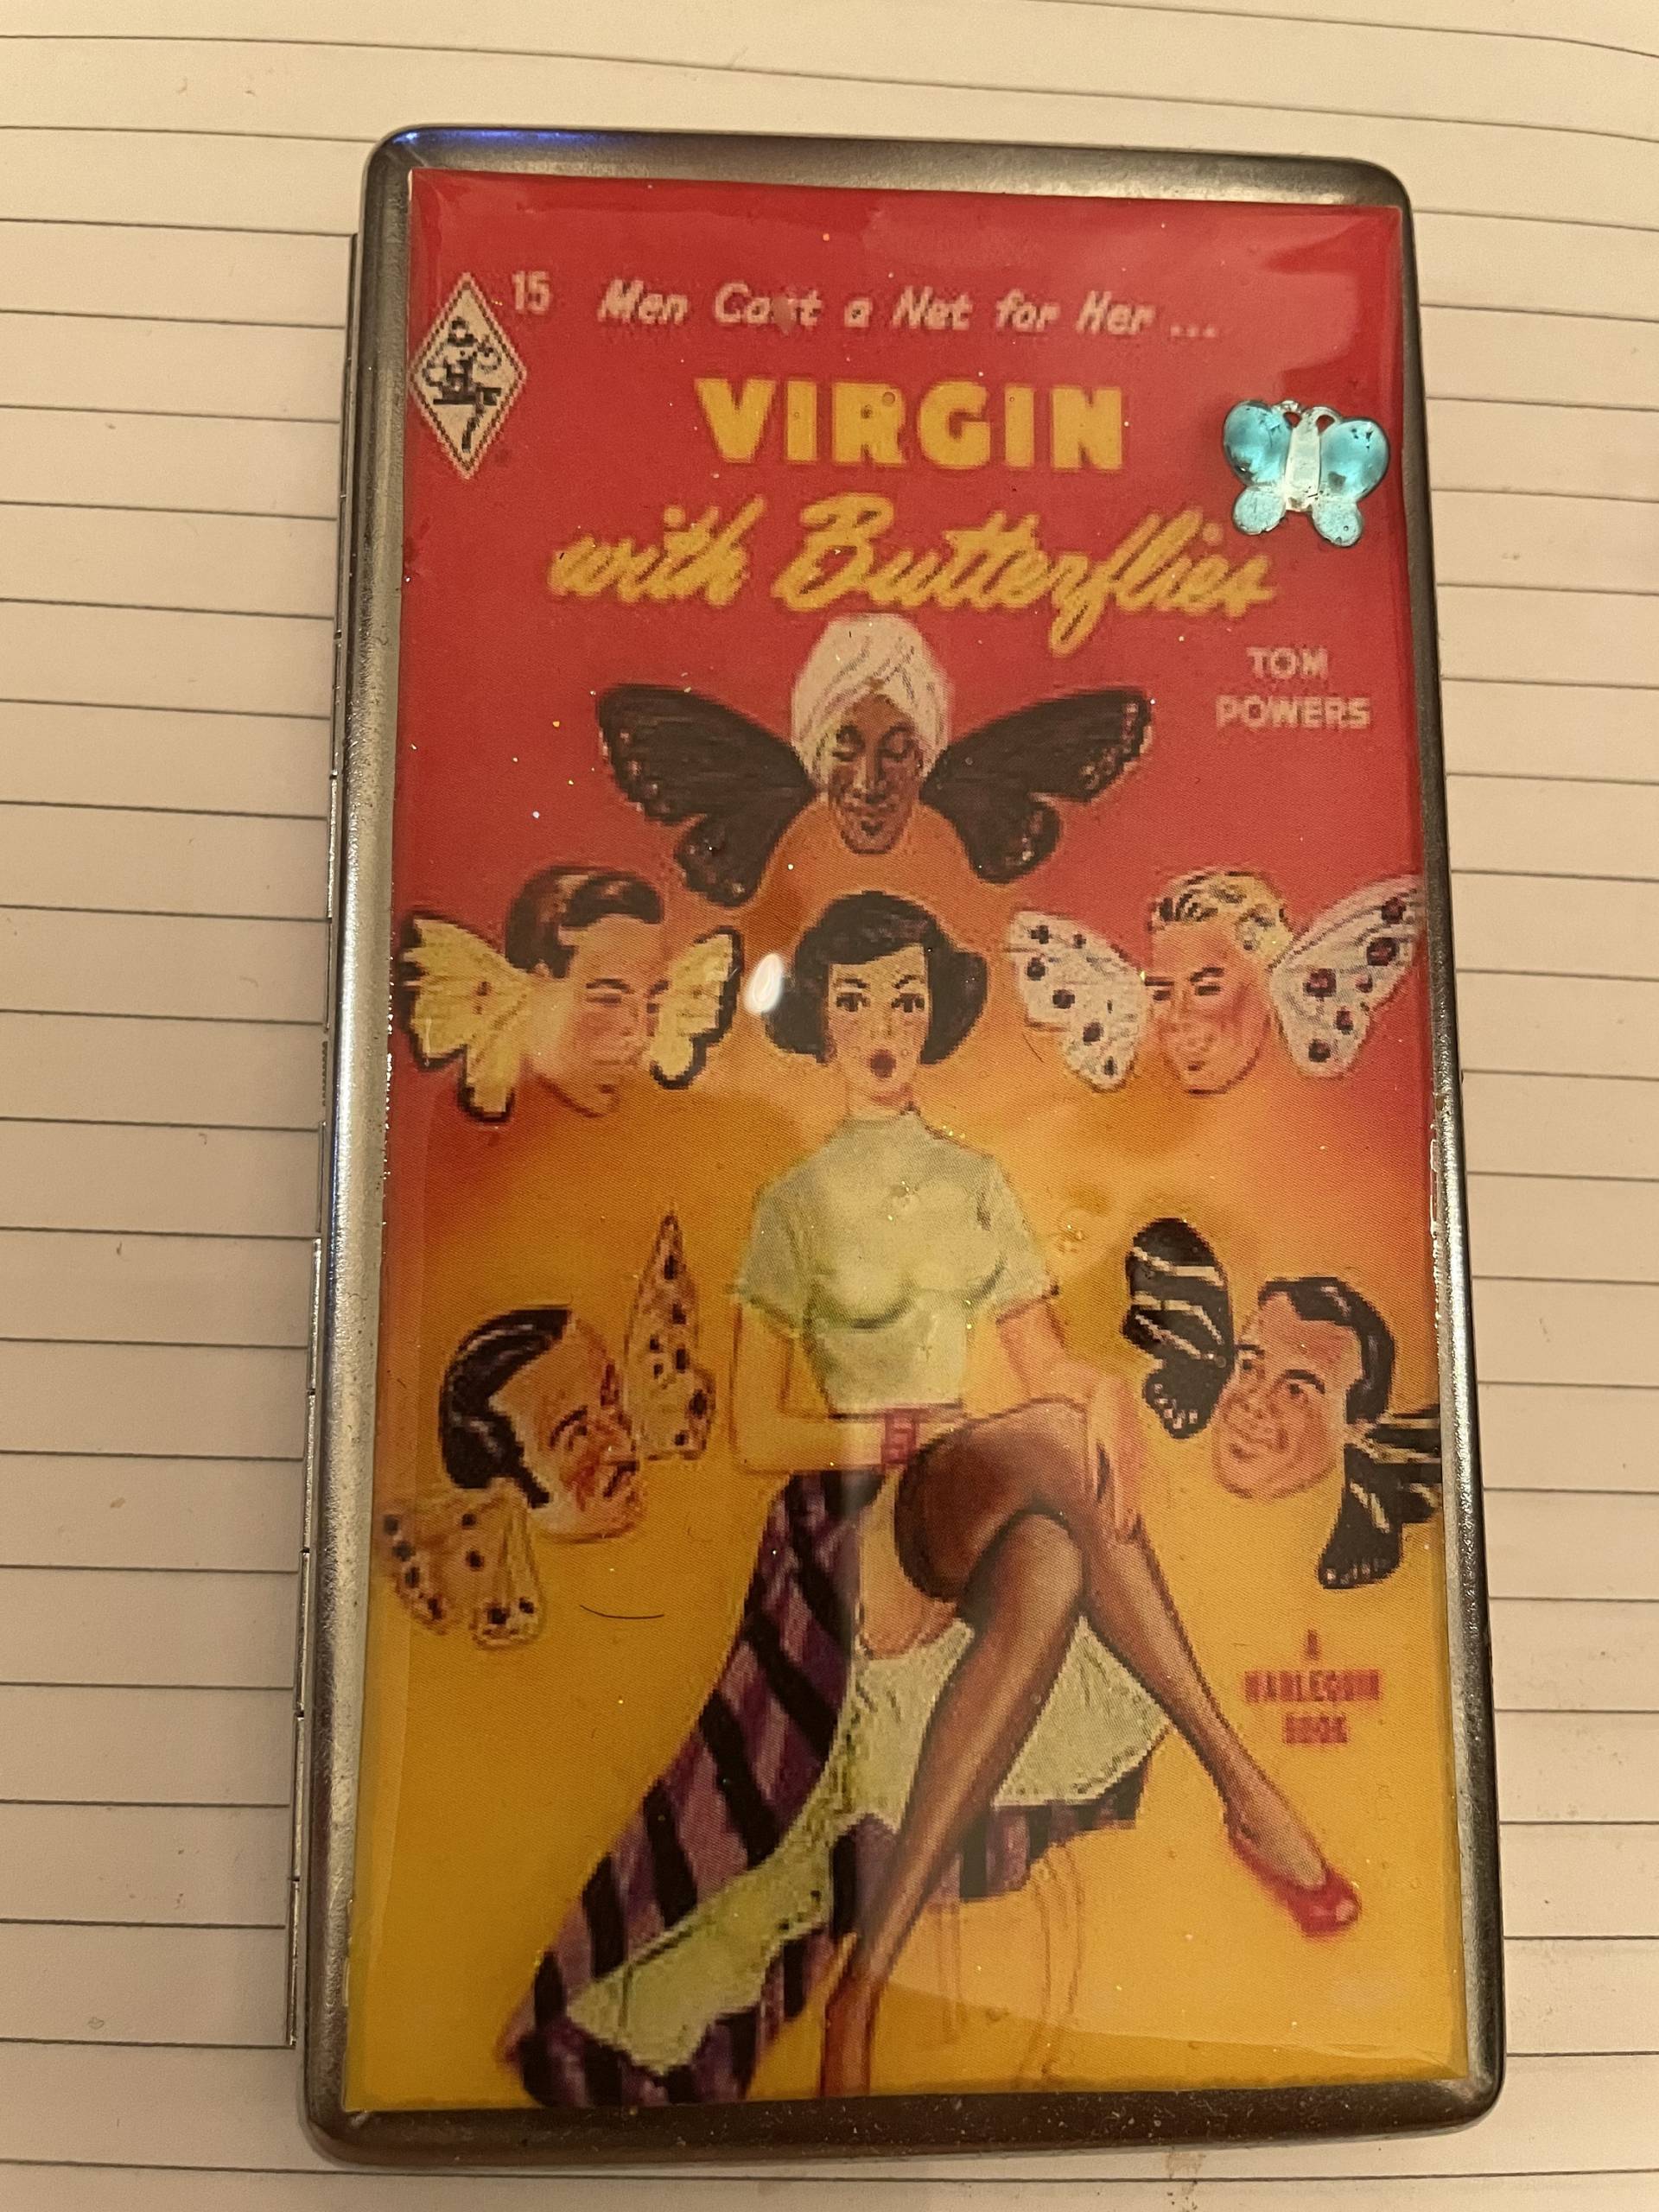 15 Men Cast a Net for Her ...
VIRGIN
with Butterflies
TOM
POWERS
A
HARLEQUIN
BOOK